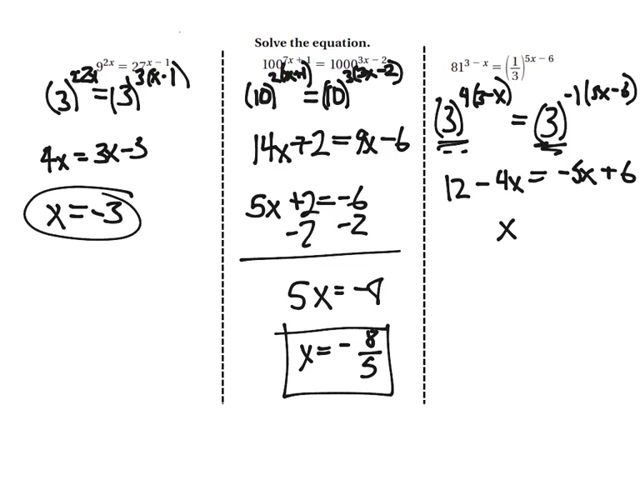 Solve the equation.
9^{2x} = 27^{x-1}
(3)^{2·2x} = (3)^{3(x-1)}
4x = 3x-3
x = -3
100^{7x+1} = 1000^{3x-2}
(10)^{2(7x+1)} = (10)^{3(3x-2)}
14x+2 = 9x-6
5x+2 = -6
-2 -2
5x = -8
x = -8/5
81^{3-x} = (1/3)^{5x-6}
(3)^{4(3-x)} = (3)^{-1(5x-6)}
12-4x = -5x+6
x